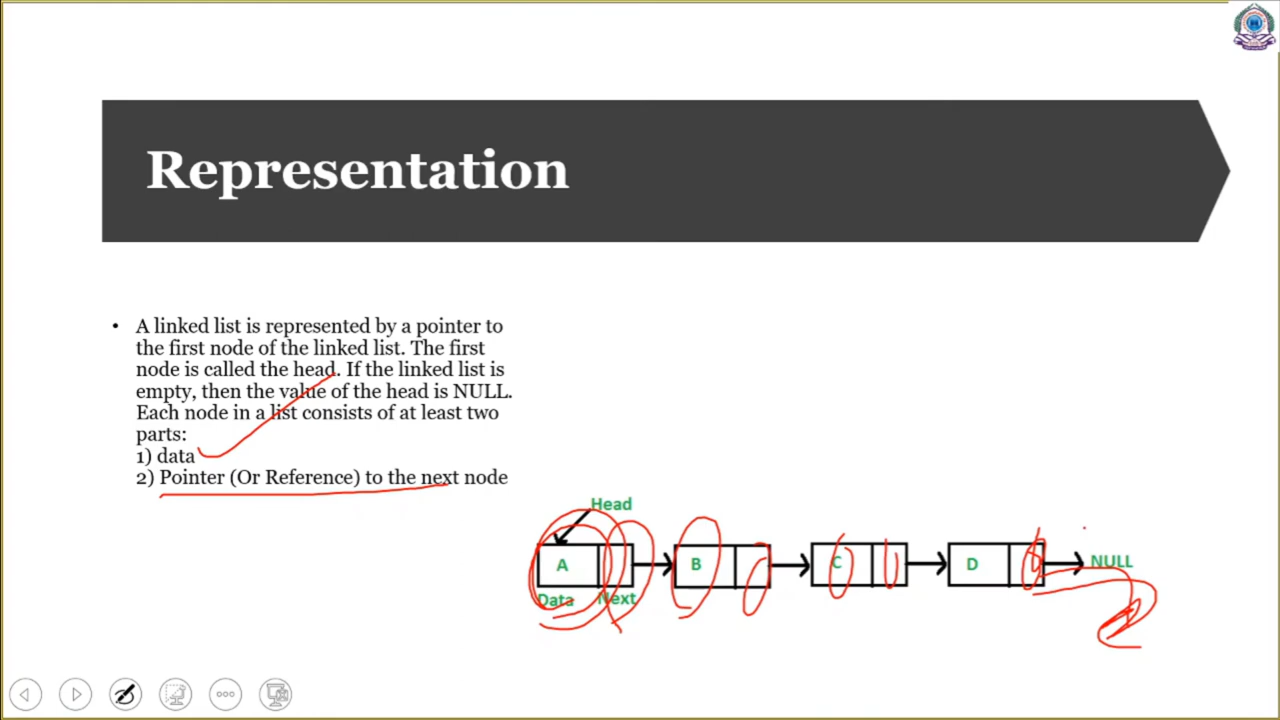 Representation
• A linked list is represented by a pointer to
the first node of the linked list. The first
node is called the head. If the linked list is
empty, then the value of the head is NULL.
Each node in a list consists of at least two
parts:
1) data
2) Pointer (Or Reference) to the next node
Head
A B C D NULL
Data Next